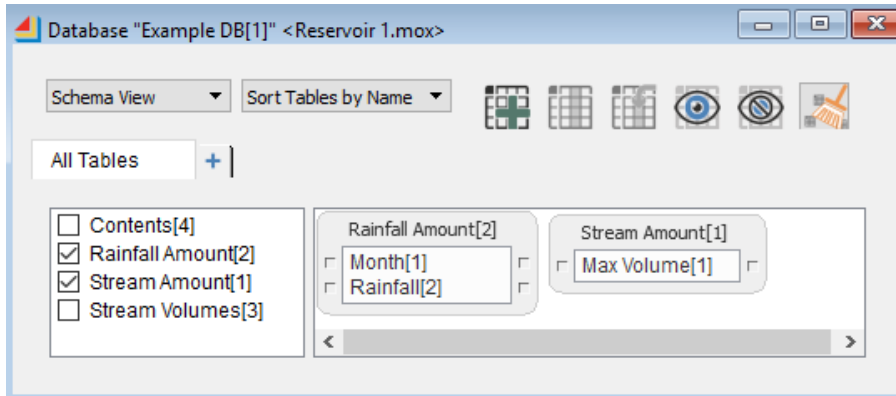 Database "Example DB[1]" <Reservoir 1.mox>
Schema View
Sort Tables by Name
All Tables
+
Contents[4]
Rainfall Amount[2]
Stream Amount[1]
Stream Volumes[3]
Rainfall Amount[2]
Month[1]
Rainfall[2]
Stream Amount[1]
Max Volume[1]